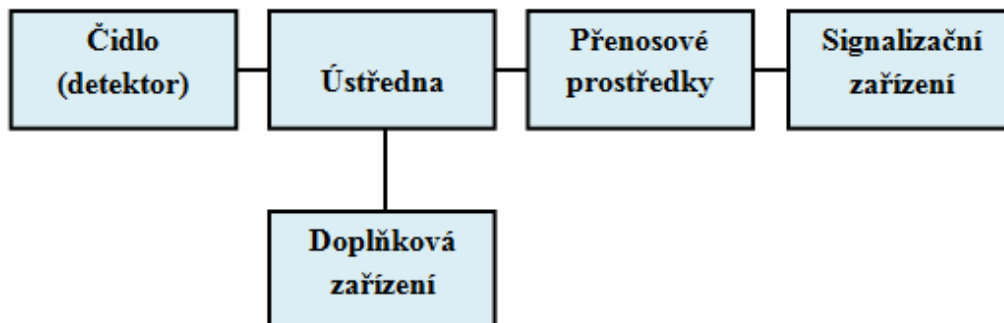 Čidlo
(detektor)
Ústředna
Přenosové
prostředky
Signalizační
zařízení
Doplňková
zařízení